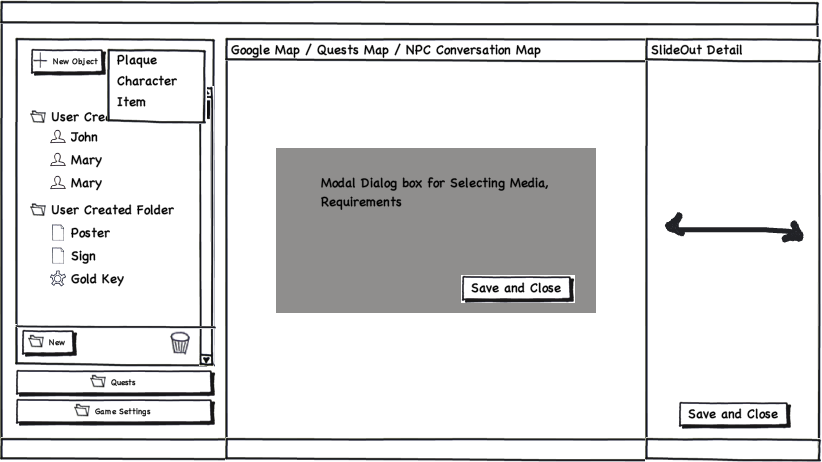 New Object
Plaque
Character
Item
User Cre
John
Mary
Mary
User Created Folder
Poster
Sign
Gold Key
New
Quests
Game Settings
Google Map / Quests Map / NPC Conversation Map
Modal Dialog box for Selecting Media,
Requirements
Save and Close
SlideOut Detail
Save and Close